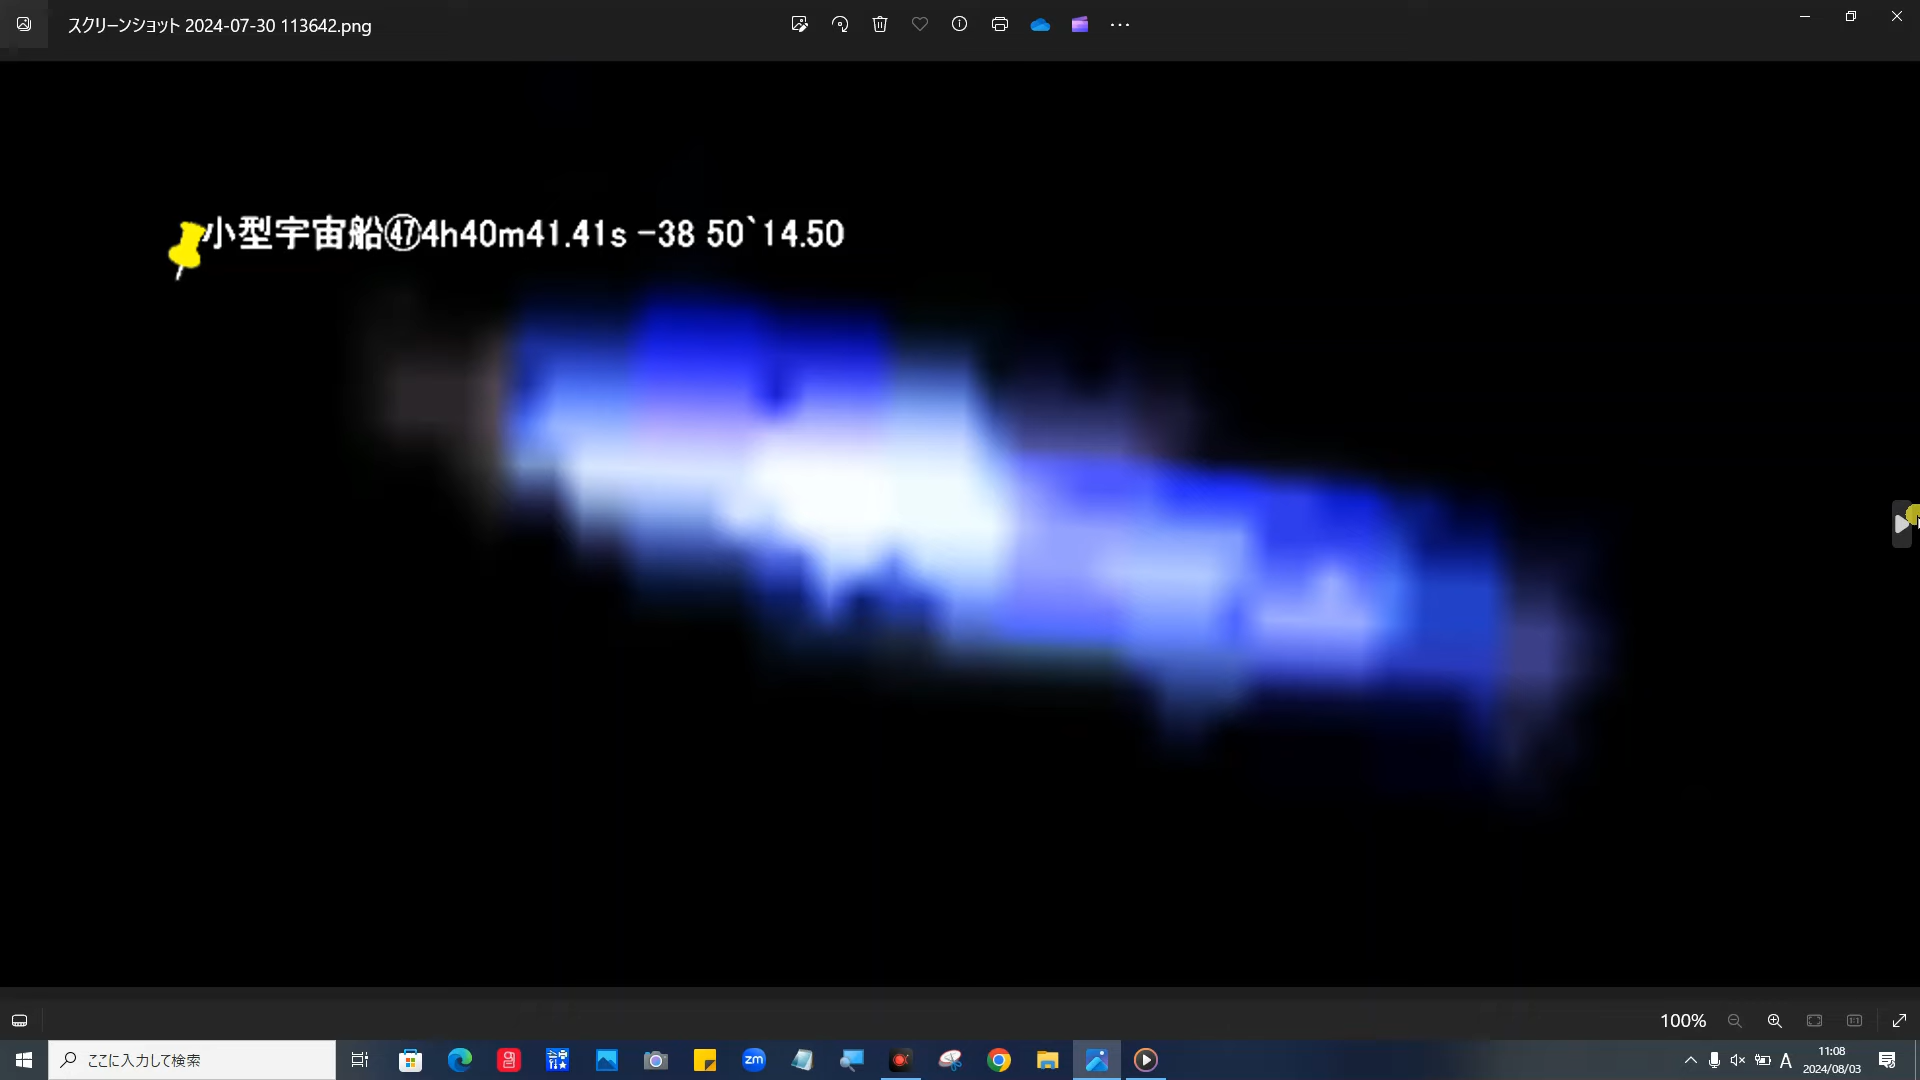 スクリーンショット 2024-07-30 113642.png
小型宇宙船㊼4h40m41.41s -38 50`14.50
100%
ここに入力して検索
zm
A
11:08
2024/08/03